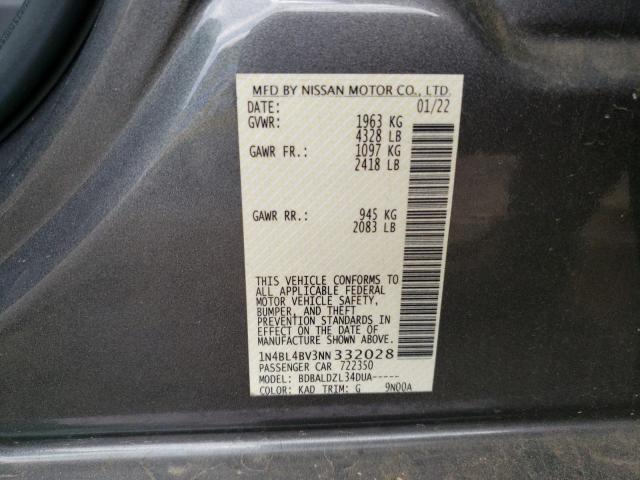 MFD BY NISSAN MOTOR CO., LTD.
DATE: 01/22
GVWR: 1963 KG
4328 LB
GAWR FR.: 1097 KG
2418 LB
GAWR RR.: 945 KG
2083 LB
THIS VEHICLE CONFORMS TO
ALL APPLICABLE FEDERAL
MOTOR VEHICLE SAFETY,
BUMPER, AND THEFT
PREVENTION STANDARDS IN
EFFECT ON THE DATE OF
MANUFACTURE SHOWN ABOVE.
1N4BL4BV3NN332028
PASSENGER CAR 722350
MODEL: BDBALDZL34DUA-----
COLOR: KAD TRIM: G 9N00A